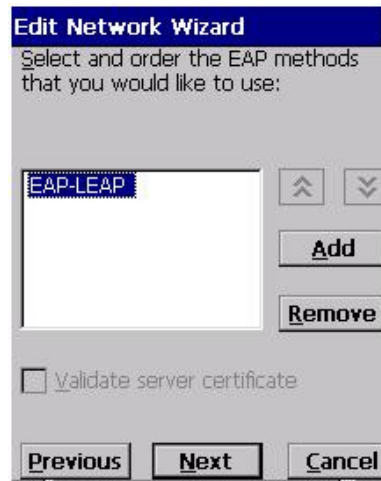 Edit Network Wizard
Select and order the EAP methods
that you would like to use:
EAP-LEAP
Add
Remove
Validate server certificate
Previous Next Cancel